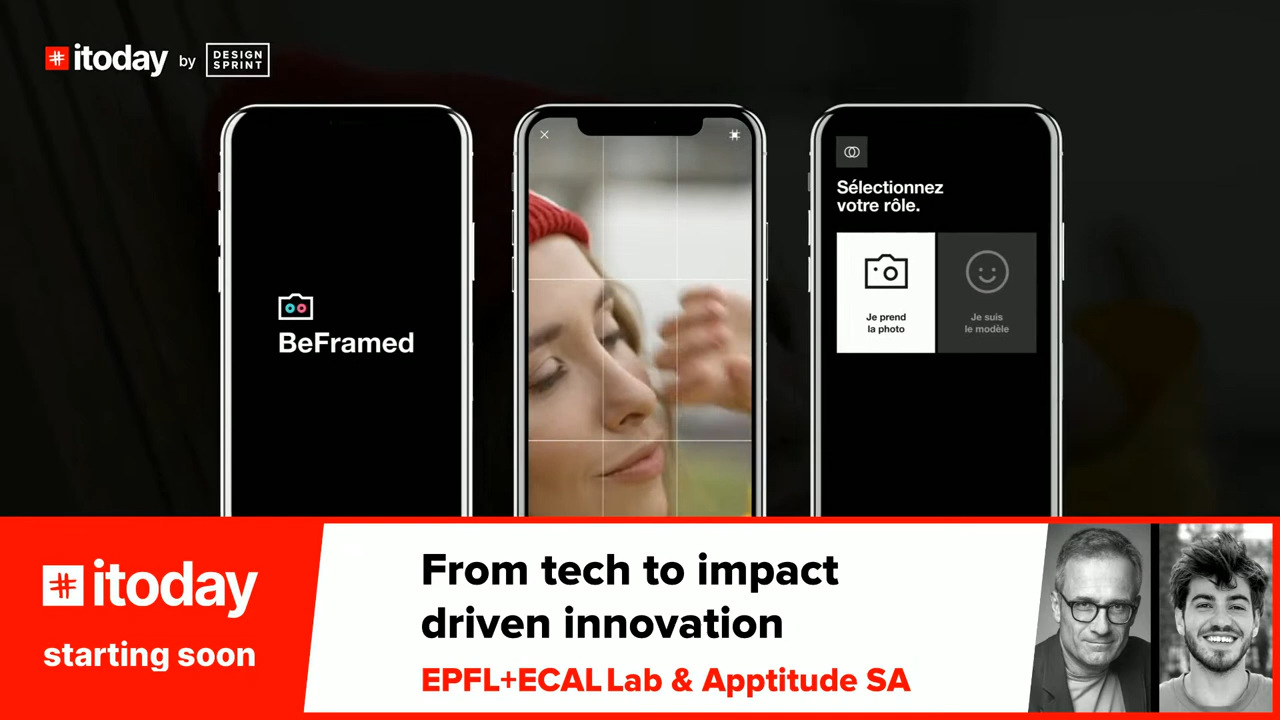 itoday by DESIGN
SPRINT
BeFramed
Sélectionnez
votre rôle.
Je prend
la photo
Je suis
le modèle
itoday
starting soon
From tech to impact
driven innovation
EPFL+ECAL Lab & Apptitude SA